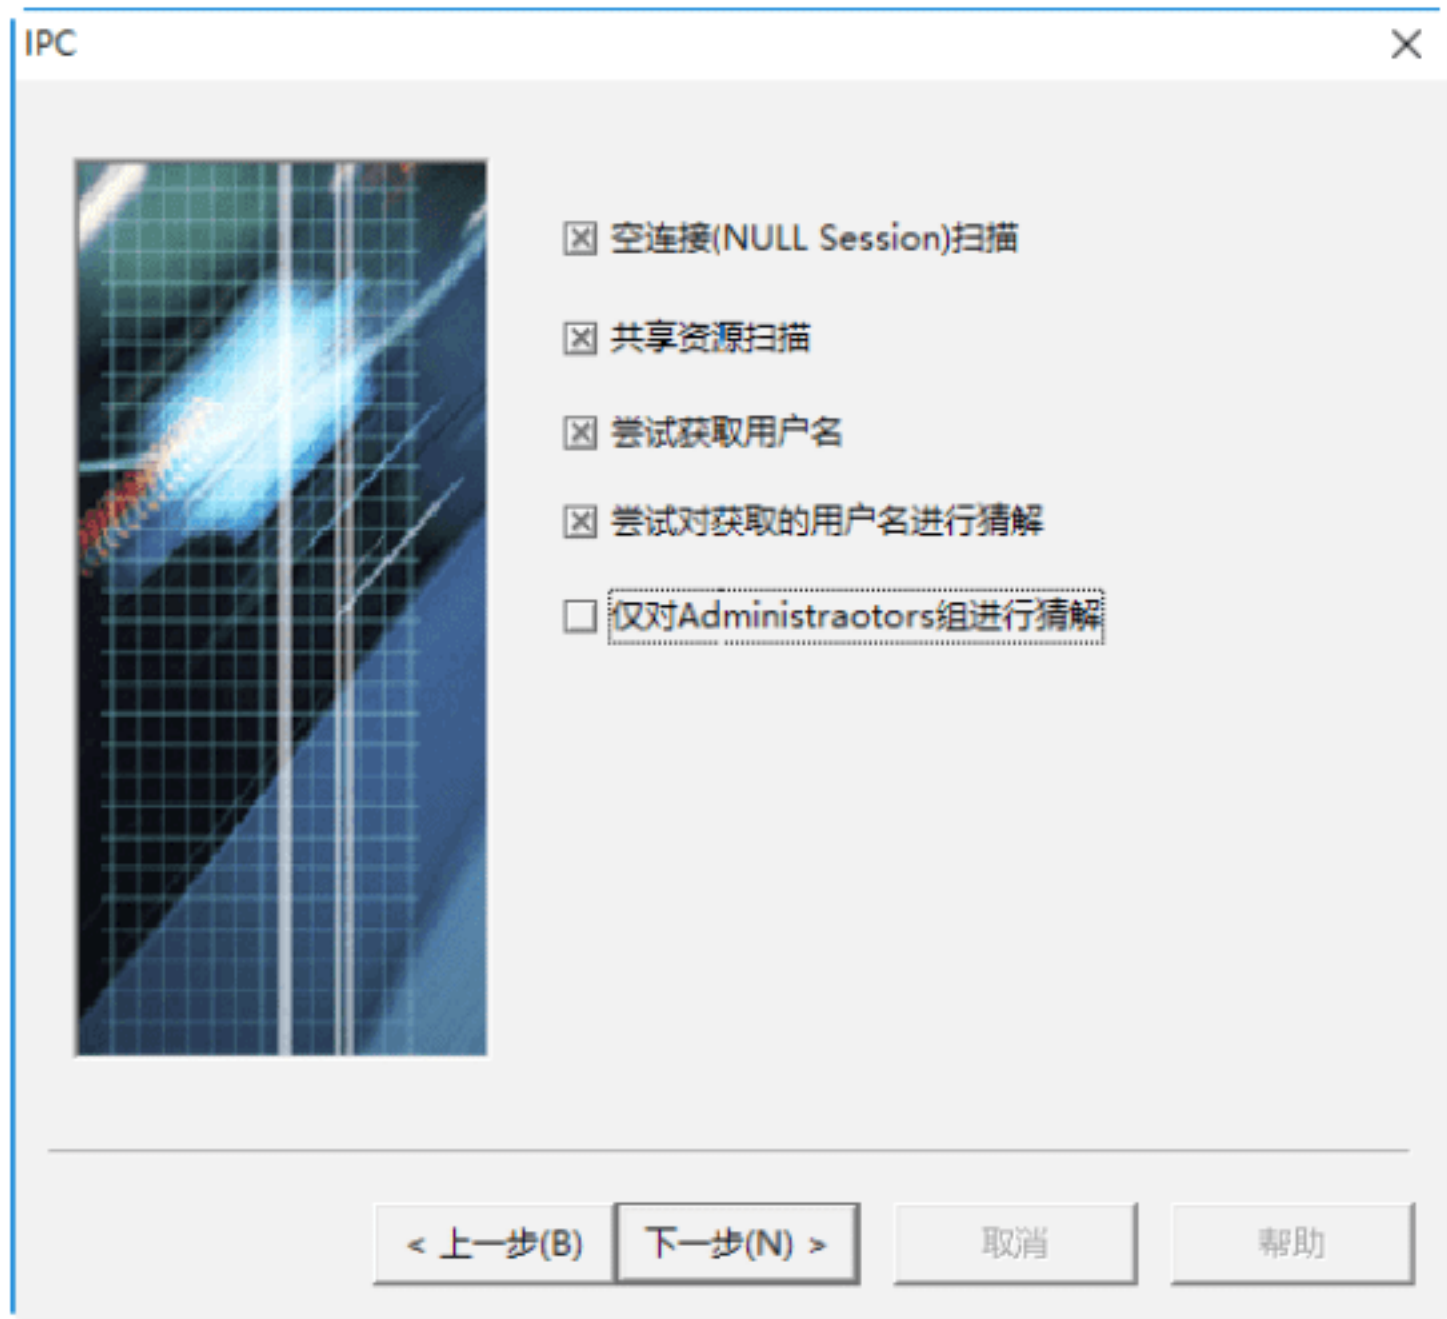 IPC
空连接(NULL Session)扫描
共享资源扫描
尝试获取用户名
尝试对获取的用户名进行猜解
仅对Administraotors组进行猜解
< 上一步(B)
下一步(N) >
取消
帮助